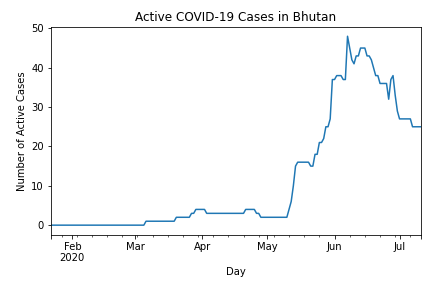 Active COVID-19 Cases in Bhutan
Number of Active Cases
50
40
30
20
10
0
Feb Mar Apr May Jun Jul
2020
Day